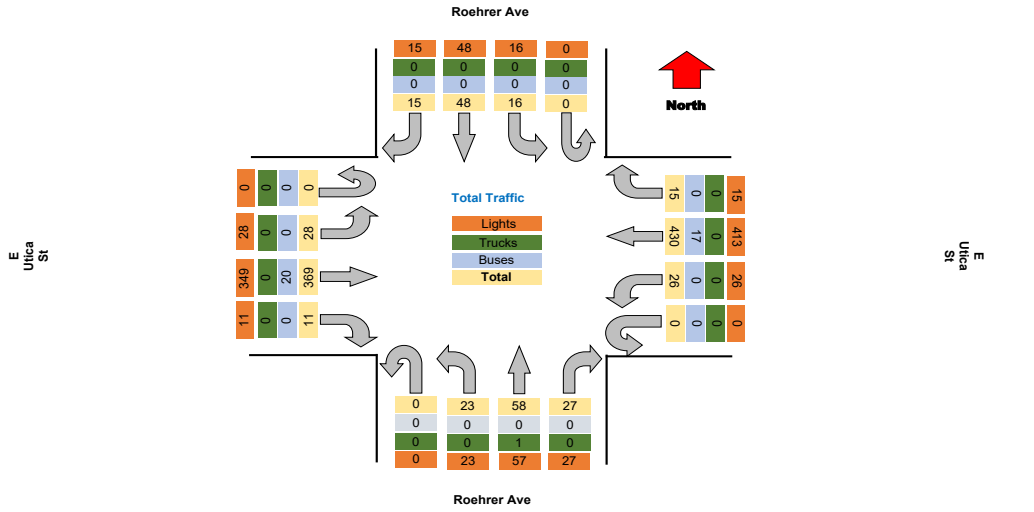 Roehrer Ave
15 48 16 0
0 0 0 0
0 0 0 0
15 48 16 0
North
0 0 0 0
28 0 0 28
349 0 20 369
11 0 0 11
Total Traffic
Lights
Trucks
Buses
Total
15 0 0 15
430 17 0 413
26 0 0 26
0 0 0 0
E
Utica
St
E
Utica
St
0 23 58 27
0 0 0 0
0 0 1 0
0 23 57 27
Roehrer Ave